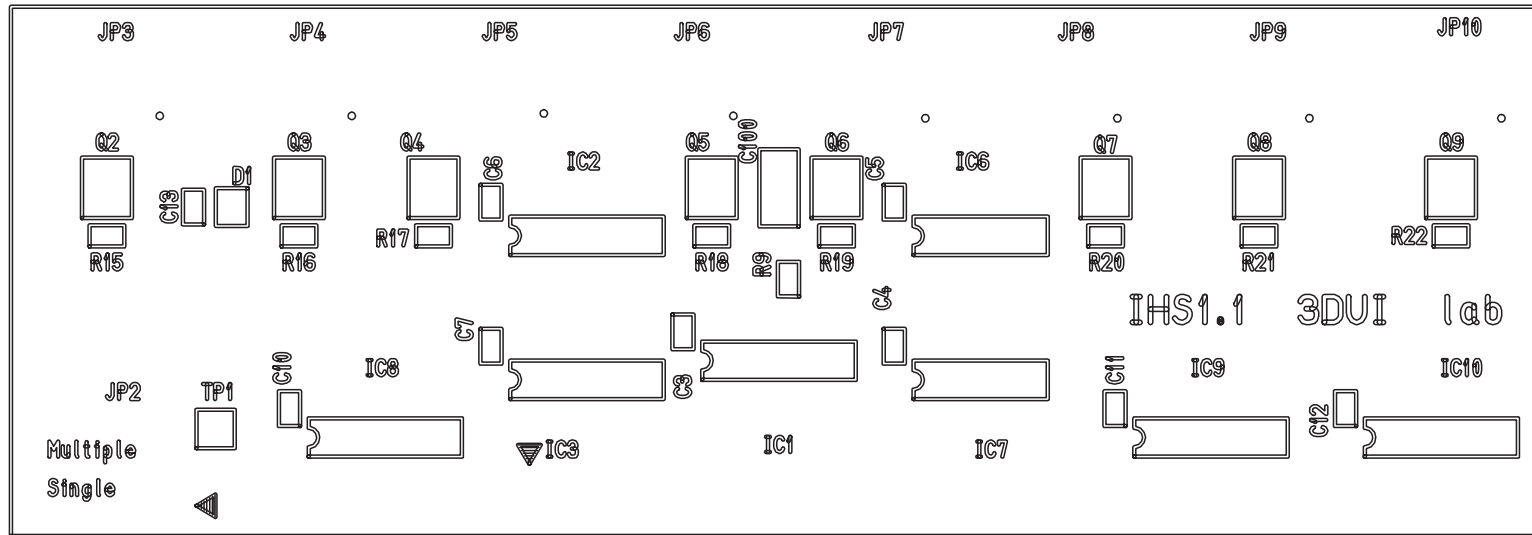 JP3 JP4 JP5 JP6 JP7 JP8 JP9 JP10
Q2 Q3 Q4 Q5 C100 Q6 Q7 Q8 Q9
C13 D1 C6 IC2 C5 IC6
R15 R16 R17 R18 R9 R19 R20 R21 R22
IHS1.1 3DUI lab
C7 C4
C10 IC8 C3 C11 IC9 IC10
JP2 TP1 C12
Multiple IC3 IC1 IC7
Single